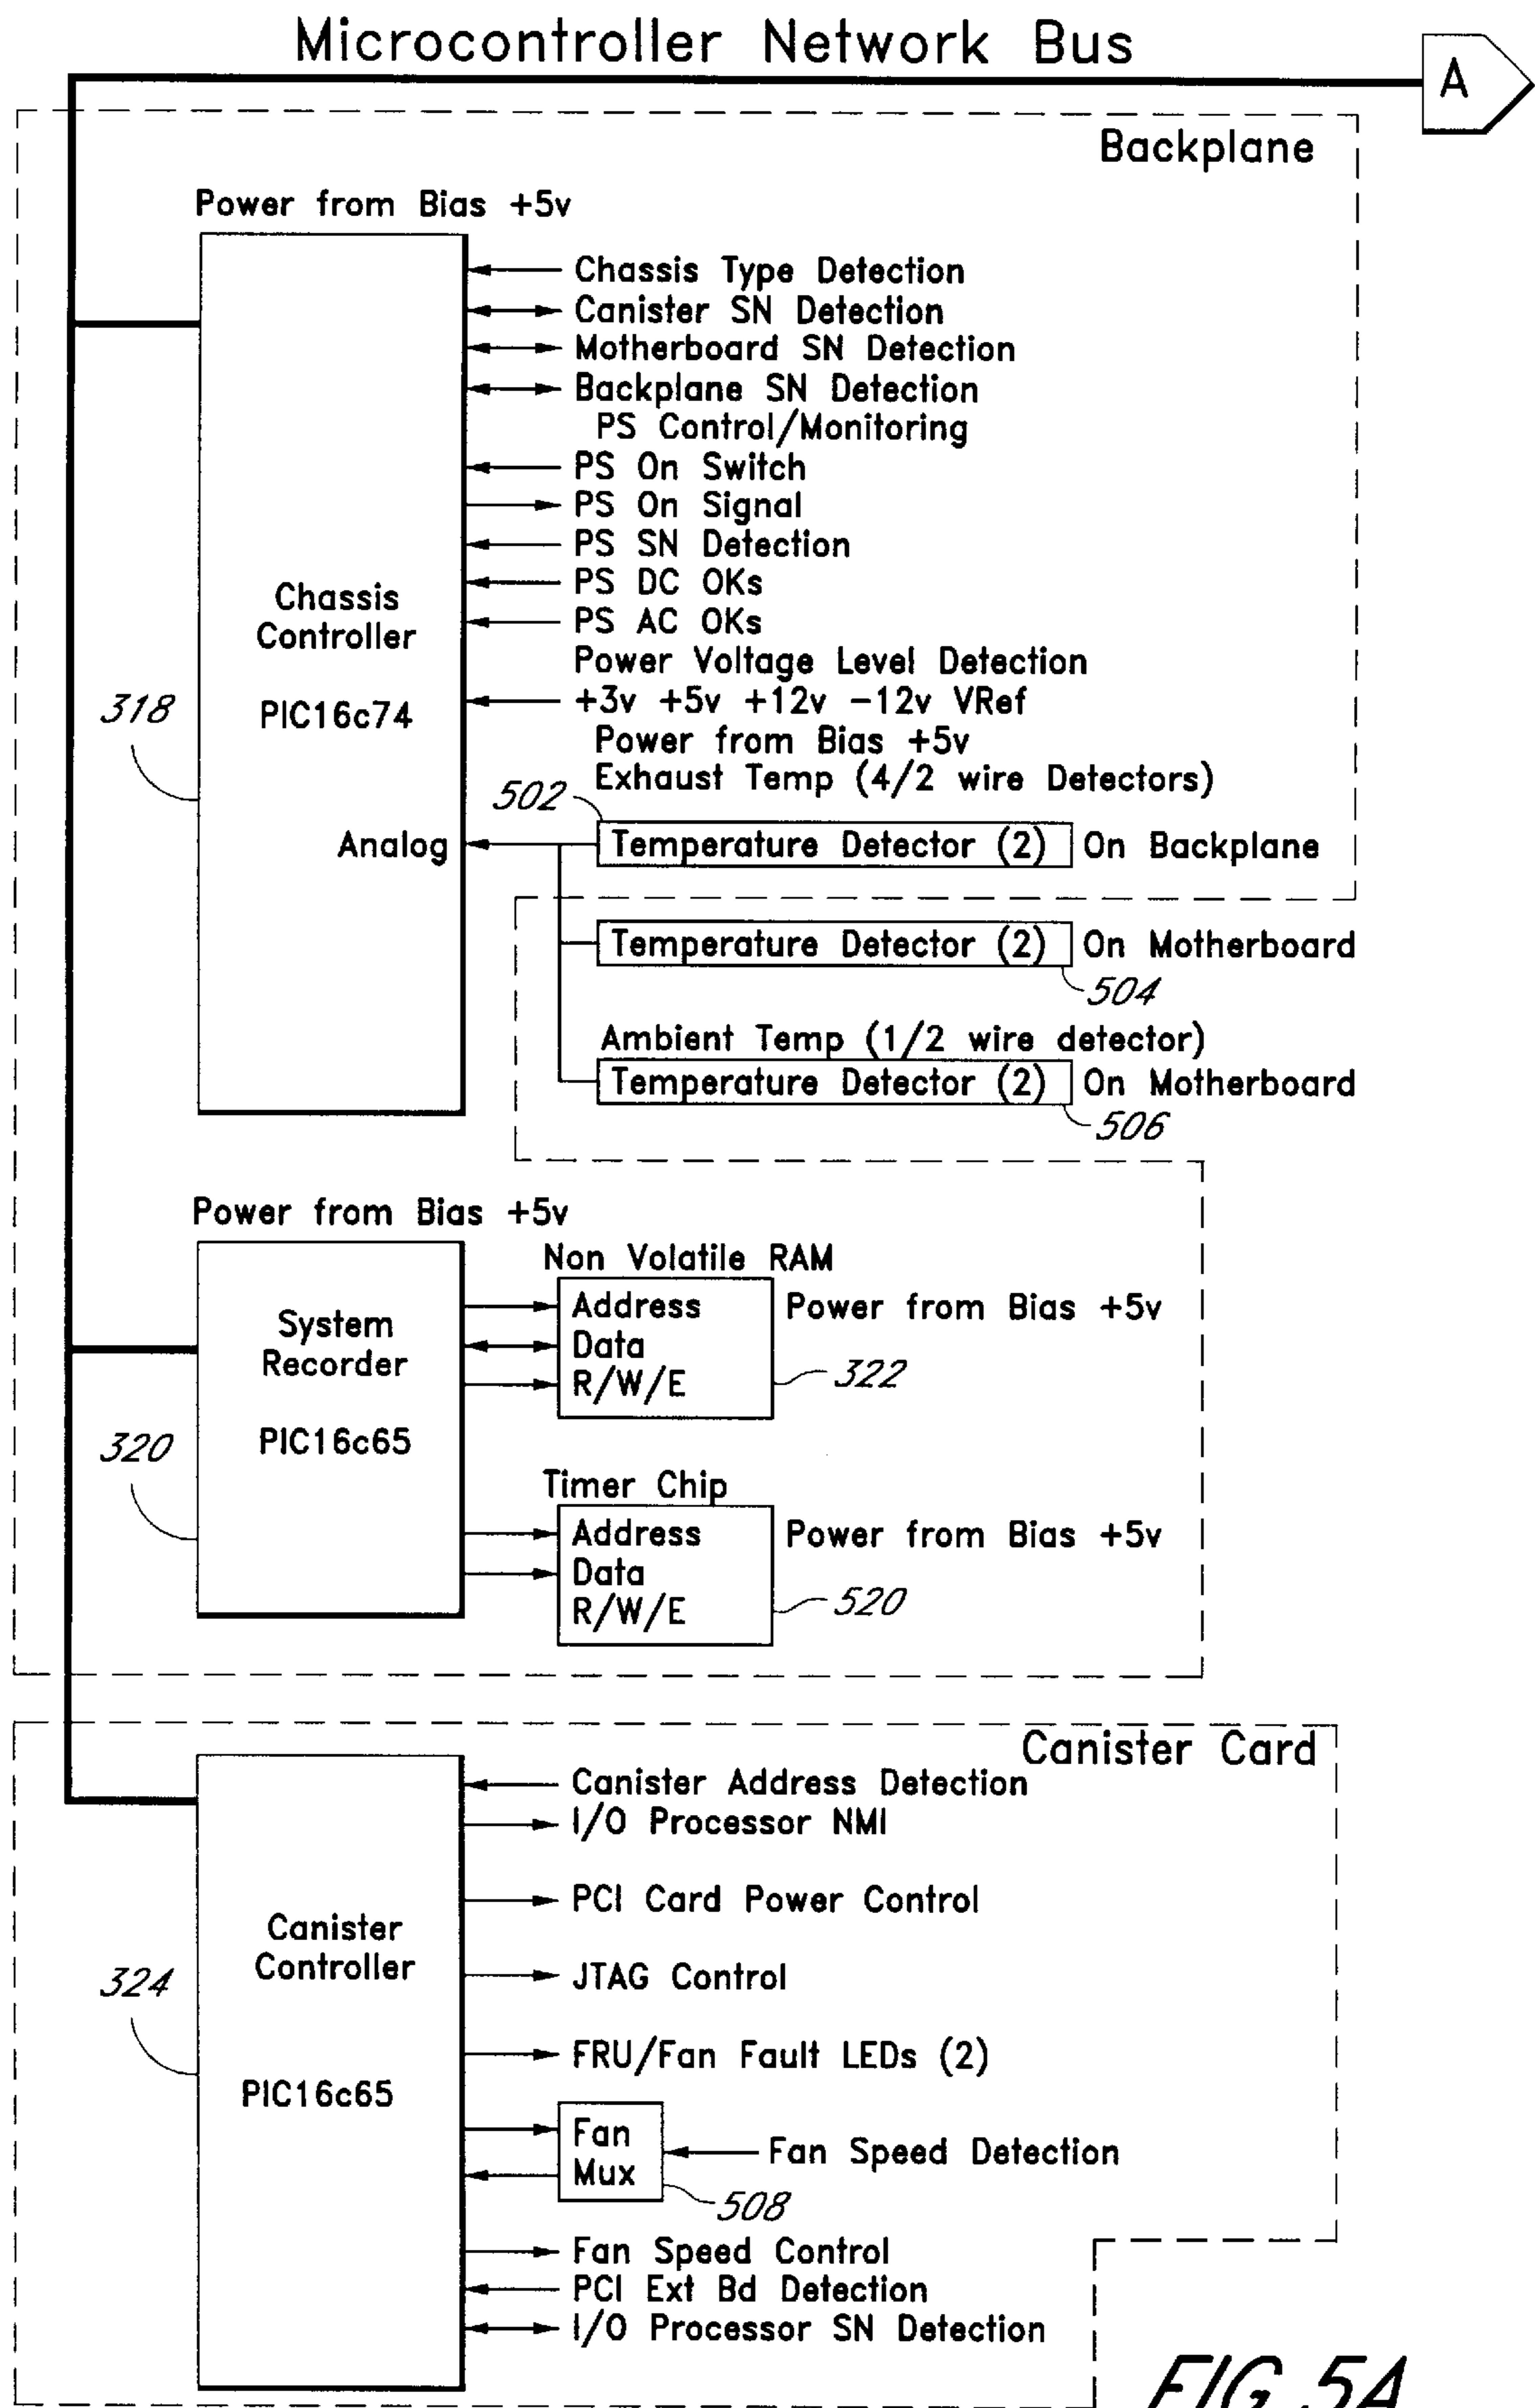 Microcontroller Network Bus
A
Backplane
Power from Bias +5v
Chassis Type Detection
Canister SN Detection
Motherboard SN Detection
Backplane SN Detection
PS Control/Monitoring
PS On Switch
PS On Signal
PS SN Detection
PS DC OKs
PS AC OKs
Chassis
Controller
PIC16c74
318
Power Voltage Level Detection
+3v +5v +12v -12v VRef
Power from Bias +5v
Exhaust Temp (4/2 wire Detectors)
502
Analog
Temperature Detector (2) On Backplane
Temperature Detector (2) On Motherboard
504
Ambient Temp (1/2 wire detector)
Temperature Detector (2) On Motherboard
506
Power from Bias +5v
System
Recorder
PIC16c65
320
Non Volatile RAM
Address
Data
R/W/E
Power from Bias +5v
322
Timer Chip
Address
Data
R/W/E
Power from Bias +5v
520
Canister Card
Canister Address Detection
I/O Processor NMI
PCI Card Power Control
Canister
Controller
PIC16c65
324
JTAG Control
FRU/Fan Fault LEDs (2)
Fan
Mux
Fan Speed Detection
508
Fan Speed Control
PCI Ext Bd Detection
I/O Processor SN Detection
FIG. 5A